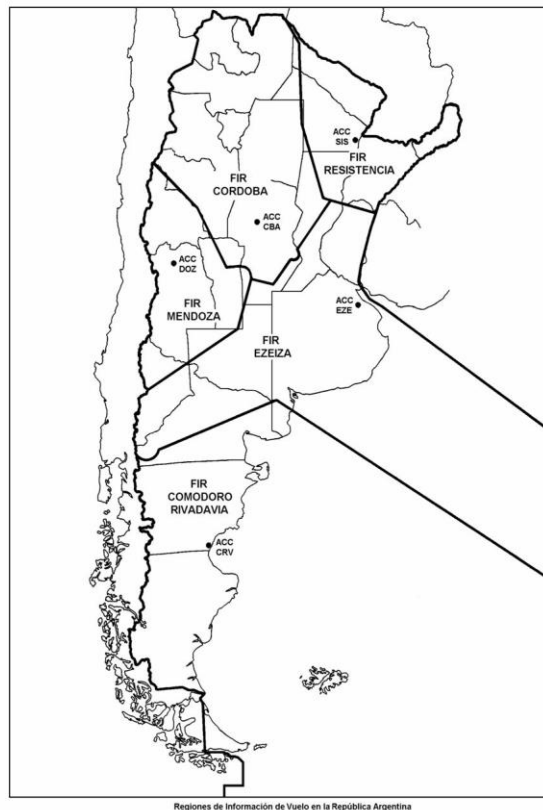 ACC
SIS
FIR
RESISTENCIA
FIR
CORDOBA
ACC
CBA
ACC
DOZ
FIR
MENDOZA
ACC
EZE
FIR
EZEIZA
FIR
COMODORO
RIVADAVIA
ACC
CRV
Regiones de Información de Vuelo en la República Argentina